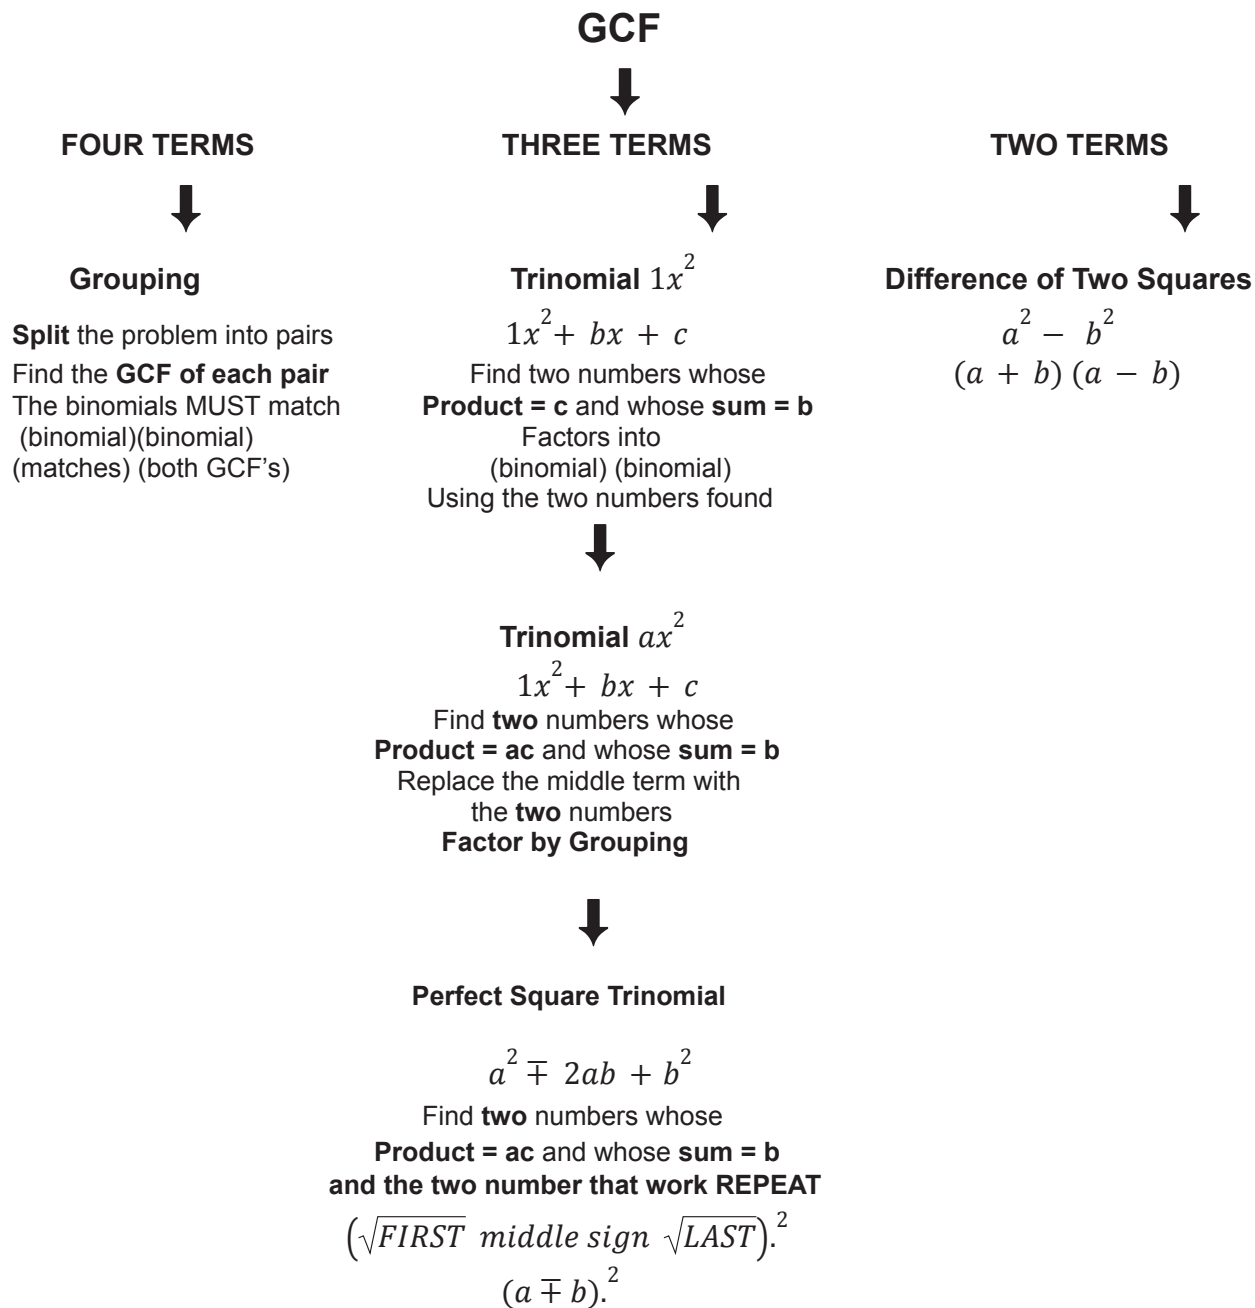 GCF
FOUR TERMS
Grouping
Split the problem into pairs
Find the GCF of each pair
The binomials MUST match
(binomial)(binomial)
(matches) (both GCF's)
THREE TERMS
Trinomial 1x²
1x² + bx + c
Find two numbers whose
Product = c and whose sum = b
Factors into
(binomial) (binomial)
Using the two numbers found
Trinomial ax²
1x² + bx + c
Find two numbers whose
Product = ac and whose sum = b
Replace the middle term with
the two numbers
Factor by Grouping
Perfect Square Trinomial
a² ∓ 2ab + b²
Find two numbers whose
Product = ac and whose sum = b
and the two number that work REPEAT
(√FIRST middle sign √LAST).²
(a ∓ b).²
TWO TERMS
Difference of Two Squares
a² − b²
(a + b) (a − b)